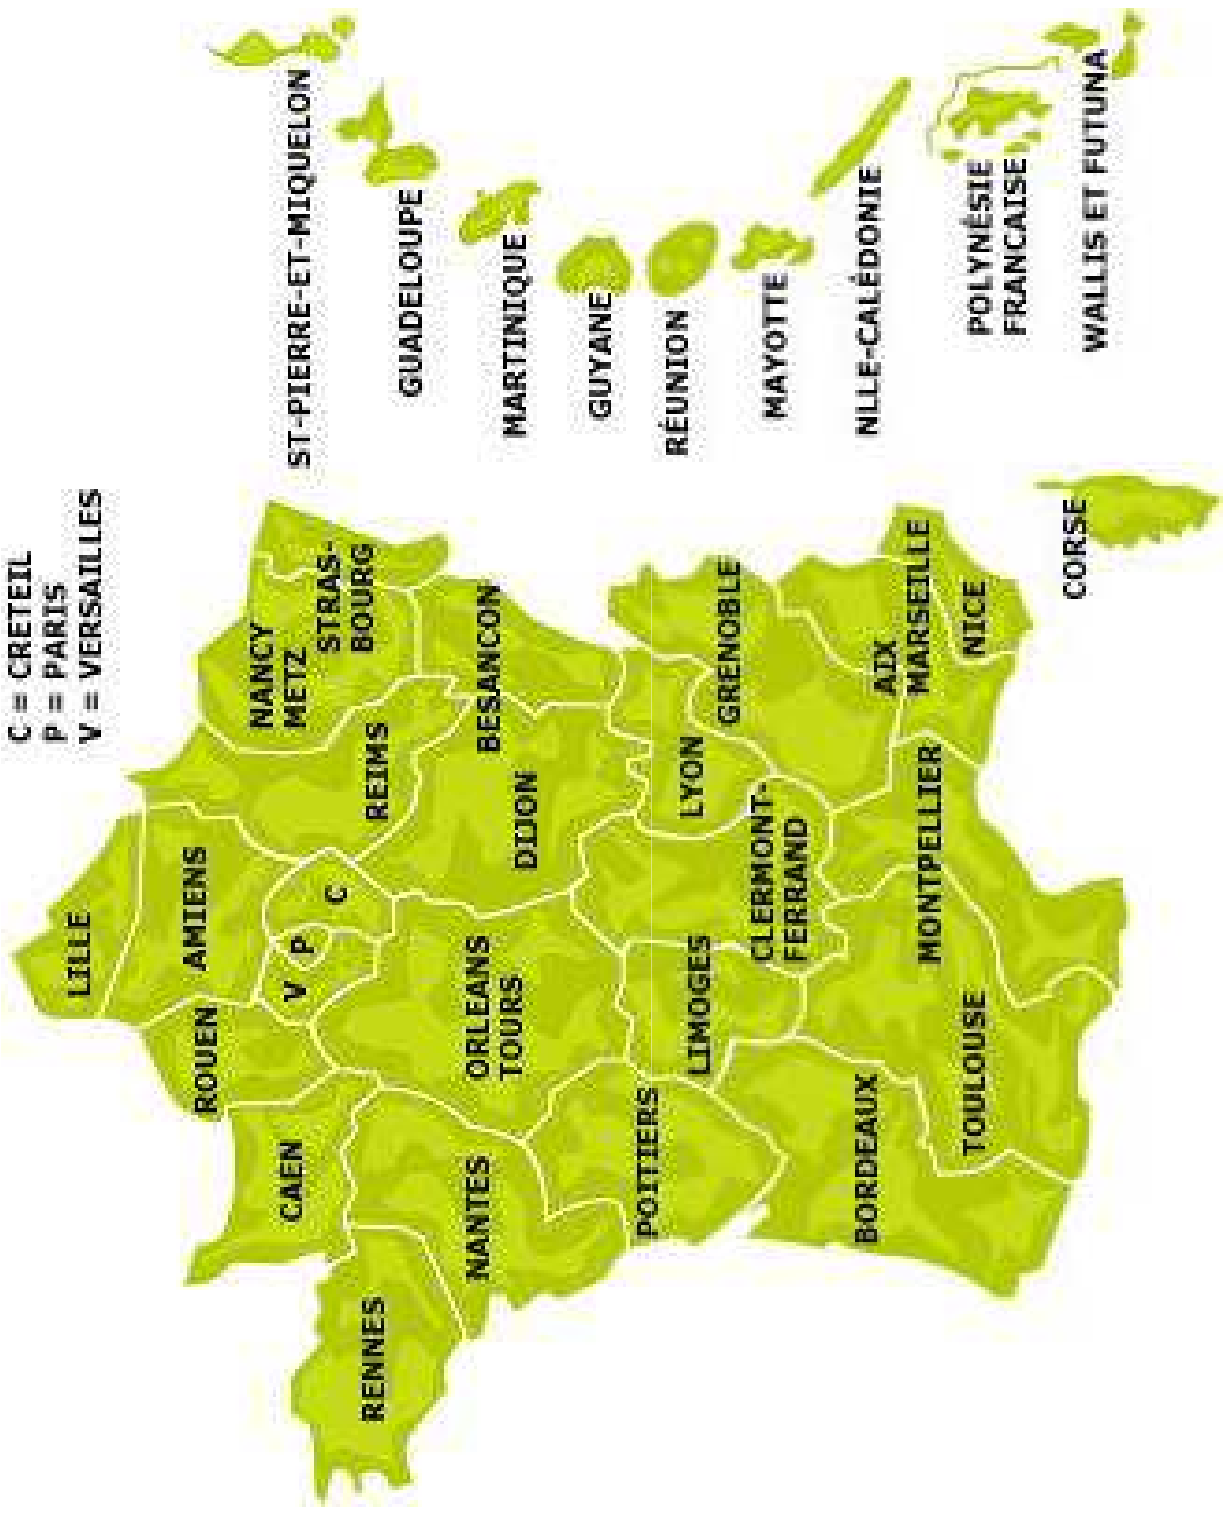 C = CRETEIL
P = PARIS
V = VERSAILLES
LILLE
AMIENS
ROUEN
CAEN
RENNES
V
P
C
REIMS
NANCY
METZ
STRAS-
BOURG
NANTES
ORLEANS
TOURS
DIJON
BESANCON
POITIERS
LIMOGES
CLERMONT-
FERRAND
LYON
GRENOBLE
BORDEAUX
TOULOUSE
MONTPELLIER
AIX
MARSEILLE
NICE
CORSE
ST-PIERRE-ET-MIQUELON
GUADELOUPE
MARTINIQUE
GUYANE
RÉUNION
MAYOTTE
NLLE-CALÉDONIE
POLYNÉSIE
FRANCAISE
WALLIS ET FUTUNA